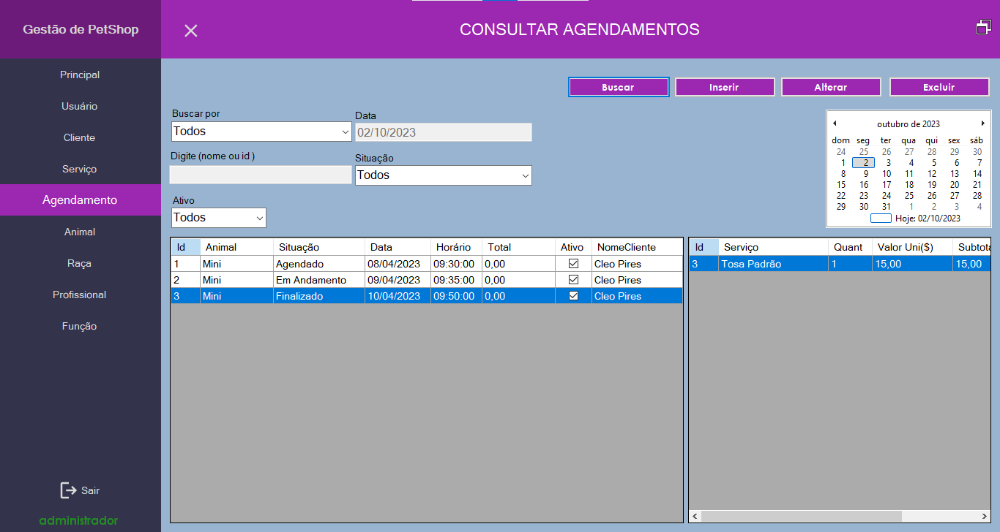 Gestão de PetShop
CONSULTAR AGENDAMENTOS
Principal
Usuário
Cliente
Serviço
Agendamento
Animal
Raça
Profissional
Função
Sair
administrador
Buscar Inserir Alterar Excluir
Buscar por Data
Todos 02/10/2023
Digite (nome ou id ) Situação
Todos
Ativo
Todos
outubro de 2023
dom seg ter qua qui sex sáb
24 25 26 27 28 29 30
1 2 3 4 5 6 7
8 9 10 11 12 13 14
15 16 17 18 19 20 21
22 23 24 25 26 27 28
29 30 31 1 2 3 4
Hoje: 02/10/2023
Id Animal Situação Data Horário Total Ativo NomeCliente
1 Mini Agendado 08/04/2023 09:30:00 0,00 Cleo Pires
2 Mini Em Andamento 09/04/2023 09:35:00 0,00 Cleo Pires
3 Mini Finalizado 10/04/2023 09:50:00 0,00 Cleo Pires
Id Serviço Quant Valor Uni($) Subtota
3 Tosa Padrão 1 15,00 15,00